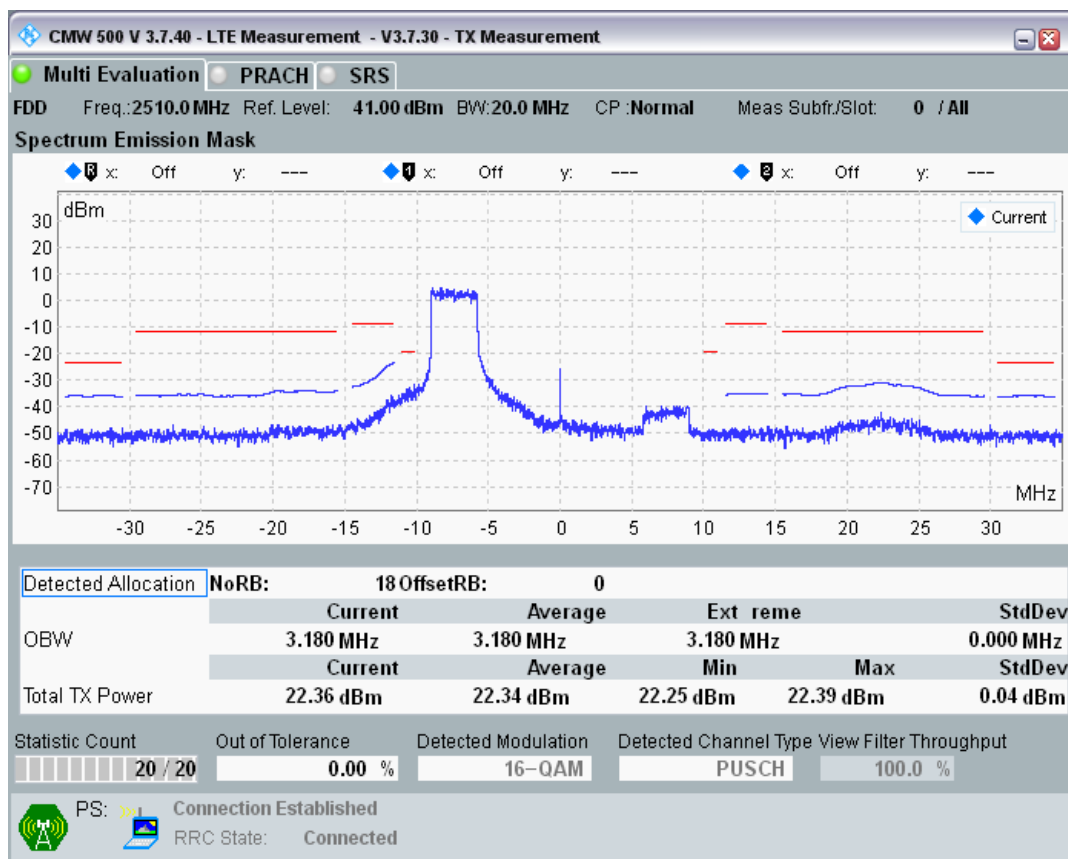 CMW 500 V 3.7.40 - LTE Measurement - V3.7.30 - TX Measurement
Multi Evaluation PRACH SRS
FDD Freq.:2510.0 MHz Ref. Level: 41.00 dBm BW:20.0 MHz CP :Normal Meas Subfr./Slot: 0 / All
Spectrum Emission Mask
R x: Off y: --- 1 x: Off y: --- 2 x: Off y: ---
dBm
Current
30
20
10
0
-10
-20
-30
-40
-50
-60
-70
MHz
-30 -25 -20 -15 -10 -5 0 5 10 15 20 25 30
Detected Allocation NoRB: 18 OffsetRB: 0
Current Average Ext reme StdDev
OBW 3.180 MHz 3.180 MHz 3.180 MHz 0.000 MHz
Current Average Min Max StdDev
Total TX Power 22.36 dBm 22.34 dBm 22.25 dBm 22.39 dBm 0.04 dBm
Statistic Count Out of Tolerance Detected Modulation Detected Channel Type View Filter Throughput
20 / 20 0.00 % 16-QAM PUSCH 100.0 %
PS: Connection Established
RRC State: Connected